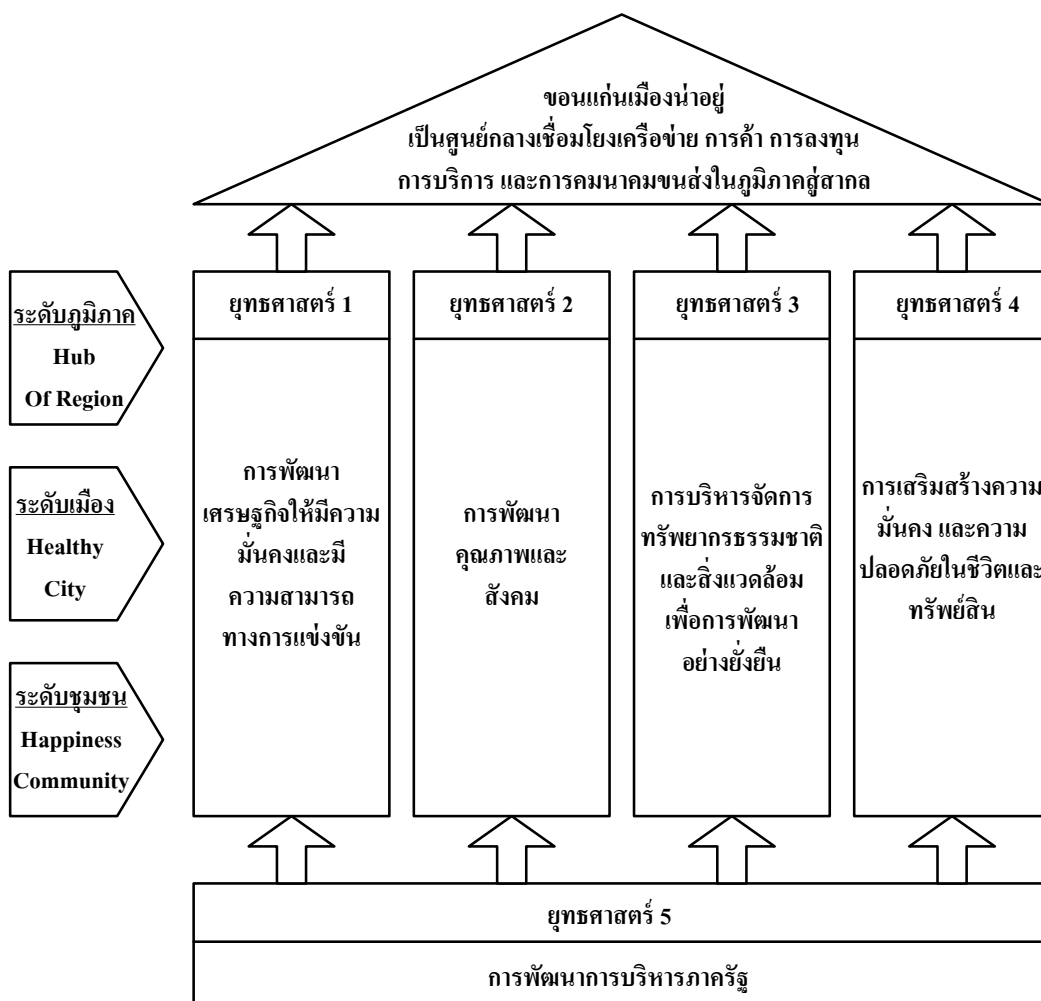 ขอนแก่นเมืองน่าอยู่
เป็นศูนย์กลางเชื่อมโยงเครือข่าย การค้า การลงทุน
การบริการ และการคมนาคมขนส่งในภูมิภาคสู่สากล
ระดับภูมิภาค
Hub
Of Region
ระดับเมือง
Healthy
City
ระดับชุมชน
Happiness
Community
ยุทธศาสตร์ 1
การพัฒนา
เศรษฐกิจให้มีความ
มั่นคงและมี
ความสามารถ
ทางการแข่งขัน
ยุทธศาสตร์ 2
การพัฒนา
คุณภาพและ
สังคม
ยุทธศาสตร์ 3
การบริหารจัดการ
ทรัพยากรธรรมชาติ
และสิ่งแวดล้อม
เพื่อการพัฒนา
อย่างยั่งยืน
ยุทธศาสตร์ 4
การเสริมสร้างความ
มั่นคง และความ
ปลอดภัยในชีวิตและ
ทรัพย์สิน
ยุทธศาสตร์ 5
การพัฒนาการบริหารภาครัฐ